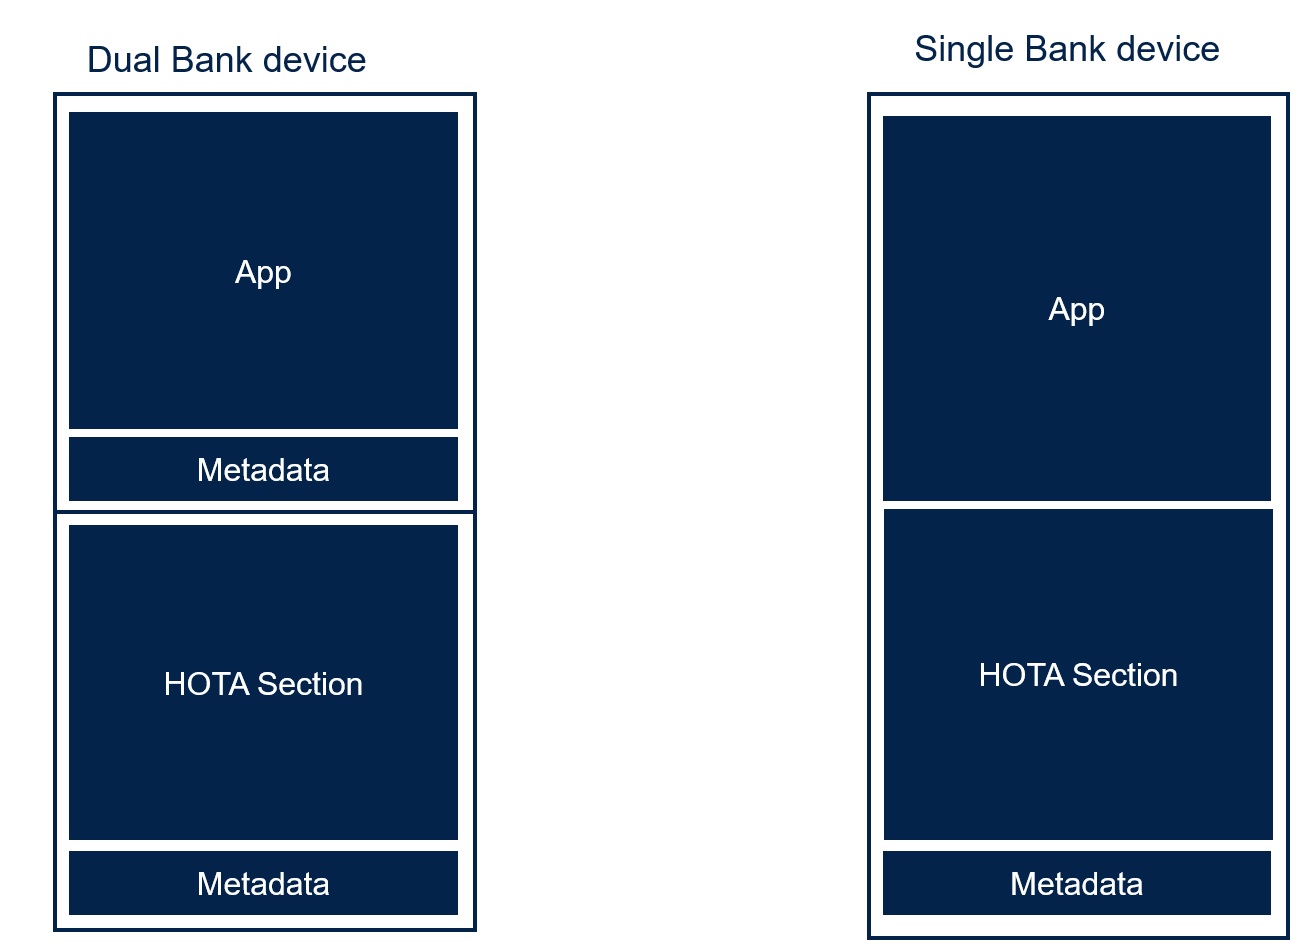 Dual Bank device
App
Metadata
HOTA Section
Metadata
Single Bank device
App
HOTA Section
Metadata